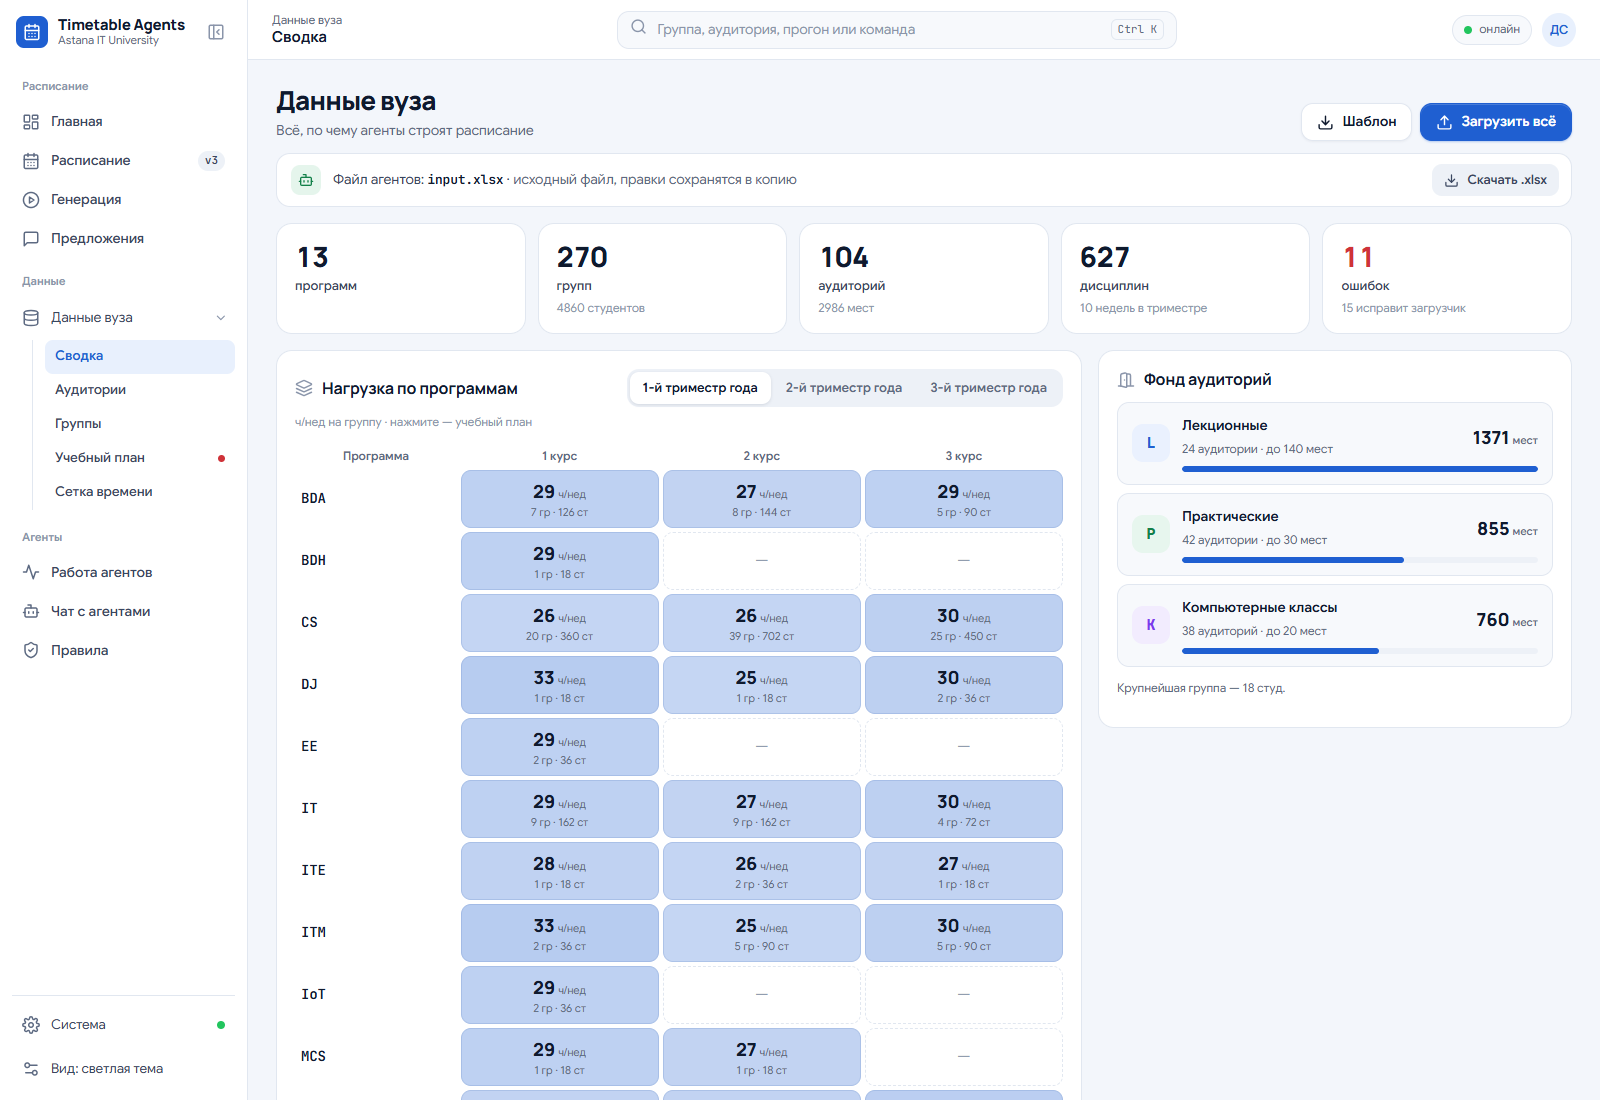 Timetable Agents
Astana IT University
Расписание
Главная
Расписание v3
Генерация
Предложения
Данные
Данные вуза
Сводка
Аудитории
Группы
Учебный план
Сетка времени
Агенты
Работа агентов
Чат с агентами
Правила
Система
Вид: светлая тема
Данные вуза
Сводка
Группа, аудитория, прогон или команда Ctrl K
онлайн
ДС
Данные вуза
Всё, по чему агенты строят расписание
Шаблон
Загрузить всё
Файл агентов: input.xlsx · исходный файл, правки сохранятся в копию
Скачать .xlsx
13
программ
270
групп
4860 студентов
104
аудиторий
2986 мест
627
дисциплин
10 недель в триместре
11
ошибок
15 исправит загрузчик
Нагрузка по программам
1-й триместр года 2-й триместр года 3-й триместр года
ч/нед на группу · нажмите — учебный план
Программа 1 курс 2 курс 3 курс
BDA
29 ч/нед
7 гр · 126 ст
27 ч/нед
8 гр · 144 ст
29 ч/нед
5 гр · 90 ст
BDH
29 ч/нед
1 гр · 18 ст
—
—
CS
26 ч/нед
20 гр · 360 ст
26 ч/нед
39 гр · 702 ст
30 ч/нед
25 гр · 450 ст
DJ
33 ч/нед
1 гр · 18 ст
25 ч/нед
1 гр · 18 ст
30 ч/нед
2 гр · 36 ст
EE
29 ч/нед
2 гр · 36 ст
—
—
IT
29 ч/нед
9 гр · 162 ст
27 ч/нед
9 гр · 162 ст
30 ч/нед
4 гр · 72 ст
ITE
28 ч/нед
1 гр · 18 ст
26 ч/нед
2 гр · 36 ст
27 ч/нед
1 гр · 18 ст
ITM
33 ч/нед
2 гр · 36 ст
25 ч/нед
5 гр · 90 ст
30 ч/нед
5 гр · 90 ст
IoT
29 ч/нед
2 гр · 36 ст
—
—
MCS
29 ч/нед
1 гр · 18 ст
27 ч/нед
1 гр · 18 ст
—
Фонд аудиторий
L
Лекционные
24 аудитории · до 140 мест
1371 мест
P
Практические
42 аудитории · до 30 мест
855 мест
K
Компьютерные классы
38 аудиторий · до 20 мест
760 мест
Крупнейшая группа — 18 студ.